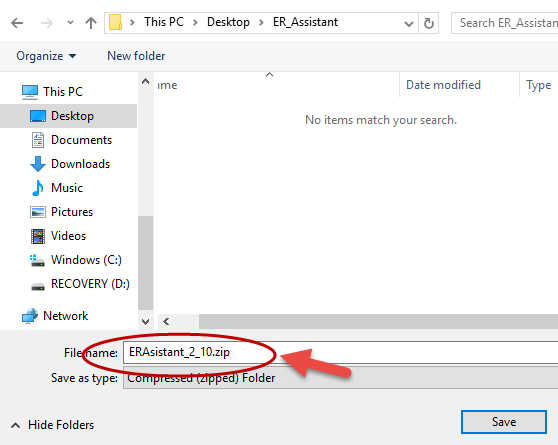 This PC > Desktop > ER_Assistant
Search ER_Assistant
Organize
New folder
me
Date modified
Type
No items match your search.
This PC
Desktop
Documents
Downloads
Music
Pictures
Videos
Windows (C:)
RECOVERY (D:)
Network
File name: ERAsistant_2_10.zip
Save as type: Compressed (zipped) Folder
Hide Folders
Save